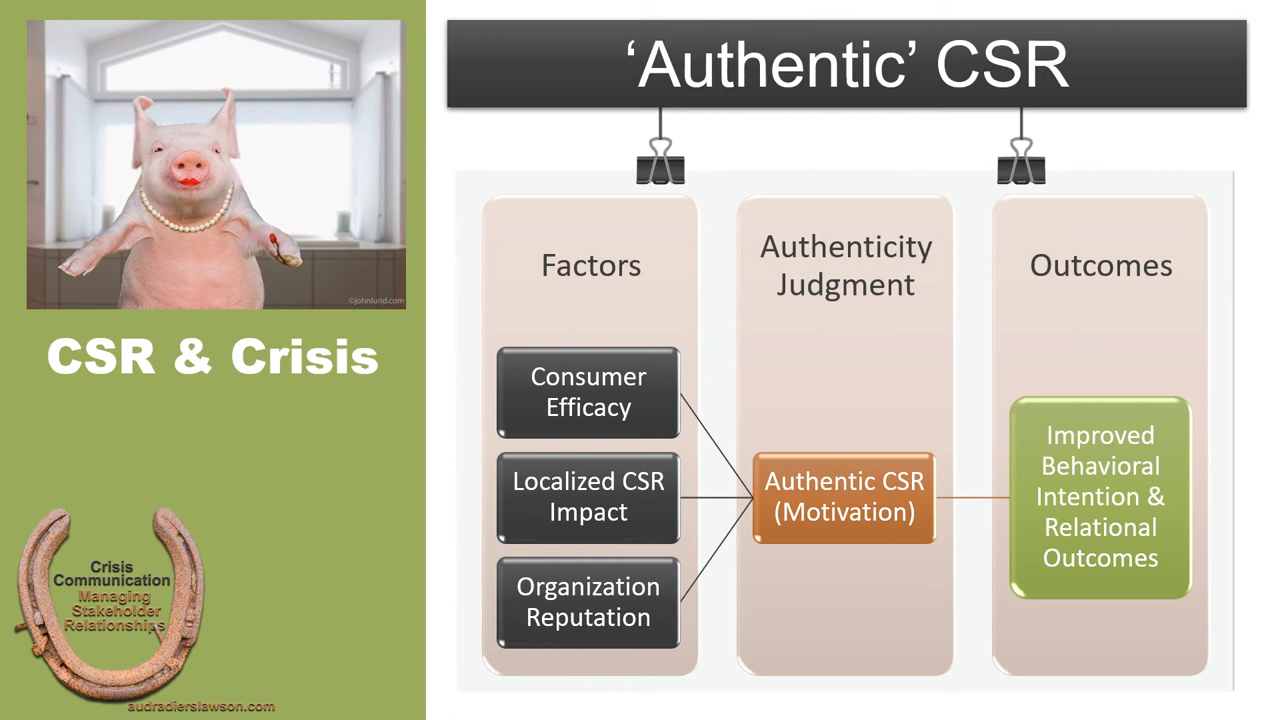 ©johnlund.com
CSR & Crisis
Crisis
Communication
Managing
Stakeholder
Relationships
audradierslawson.com
‘Authentic’ CSR
Factors
Consumer
Efficacy
Localized CSR
Impact
Organization
Reputation
Authenticity
Judgment
Authentic CSR
(Motivation)
Outcomes
Improved
Behavioral
Intention &
Relational
Outcomes